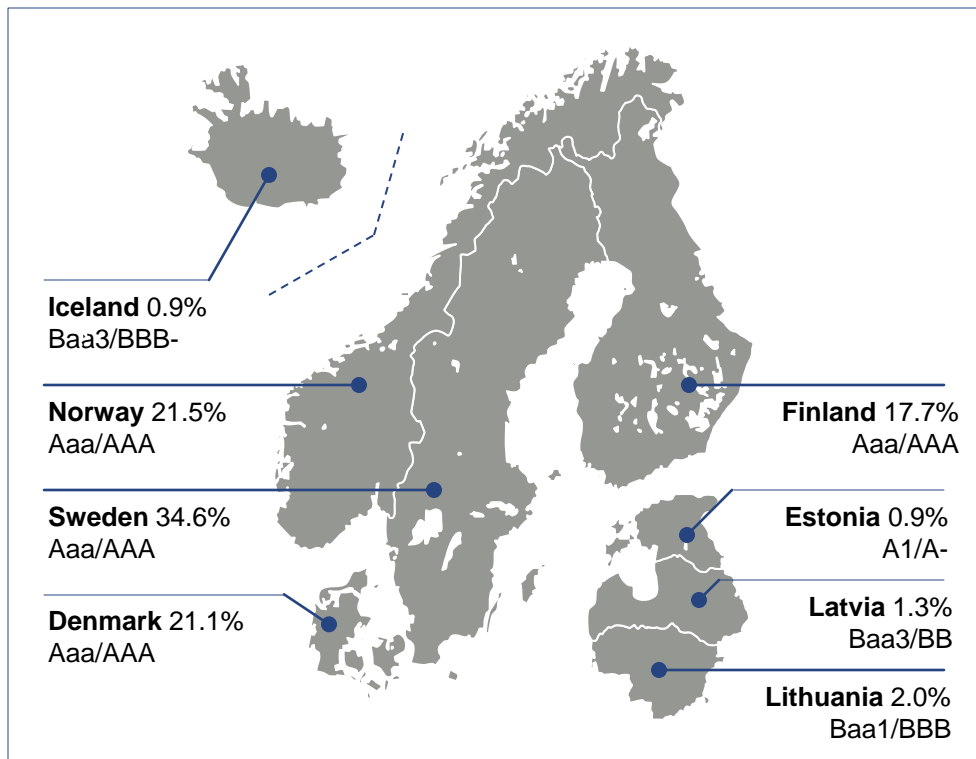 Iceland 0.9%
Baa3/BBB-
Norway 21.5%
Aaa/AAA
Sweden 34.6%
Aaa/AAA
Denmark 21.1%
Aaa/AAA
Finland 17.7%
Aaa/AAA
Estonia 0.9%
A1/A-
Latvia 1.3%
Baa3/BB
Lithuania 2.0%
Baa1/BBB